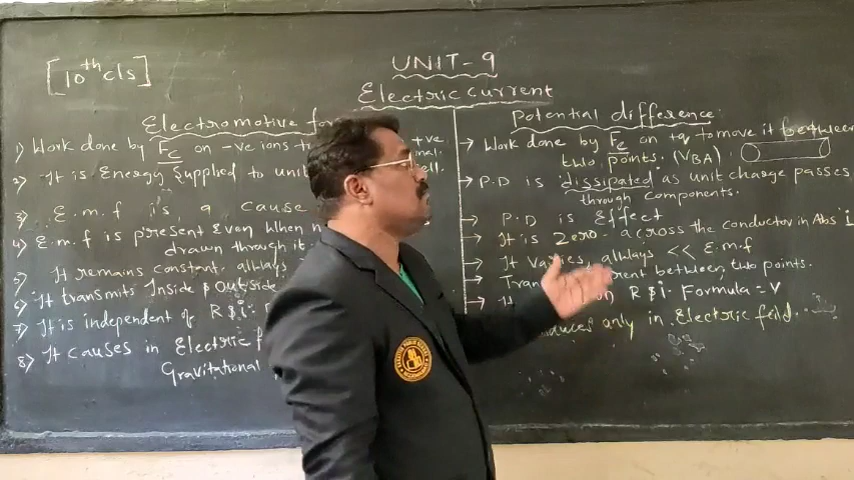 [10th cls]
UNIT-9
Electric current
Electromotive
1) Work done by Fc on -ve ions
+ve
2) It is Energy Supplied to unit
3) E.m.f is, a cause
4) E.m.f is present Even When
drawn through it.
5) It remains constant, allways
6) It transmits Inside & Outside
7) It is independent of R & i.
8) It causes in Electric
Gravitational
Potential difference
→ Work done by Fe on +q to move it between
two points. (VBA)
→ P.D is dissipated as unit charge passes
through components.
→ P.D is Effect
→ It is Zero - across the conductor in Abs i
→ It Varies, allways << E.m.f
between two points.
R & i. Formula = V
only in Electric feild.